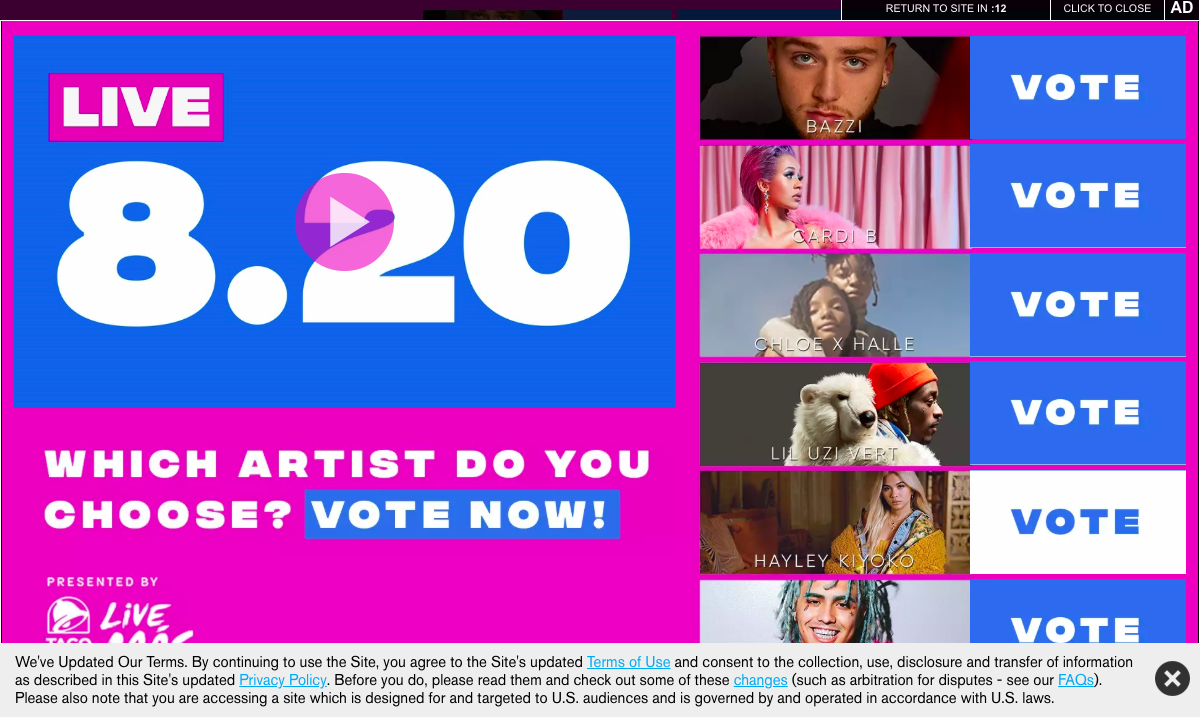 RETURN TO SITE IN :12
CLICK TO CLOSE
AD
LIVE
8.20
WHICH ARTIST DO YOU
CHOOSE? VOTE NOW!
PRESENTED BY
LiVE
TACO
BAZZI
VOTE
CARDI B
VOTE
CHLOE X HALLE
VOTE
LIL UZI VERT
VOTE
HAYLEY KIYOKO
VOTE
VOTE
We've Updated Our Terms. By continuing to use the Site, you agree to the Site's updated Terms of Use and consent to the collection, use, disclosure and transfer of information
as described in this Site's updated Privacy Policy. Before you do, please read them and check out some of these changes (such as arbitration for disputes - see our FAQs).
Please also note that you are accessing a site which is designed for and targeted to U.S. audiences and is governed by and operated in accordance with U.S. laws.